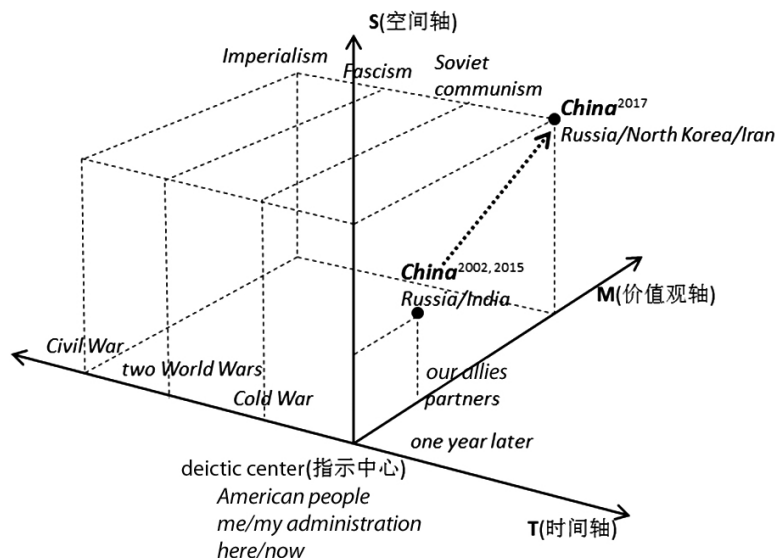 S(空间轴)
Imperialism
Fascism
Soviet
communism
China2017
Russia/North Korea/Iran
China2002, 2015
Russia/India
M(价值观轴)
Civil War
two World Wars
Cold War
our allies
partners
one year later
deictic center(指示中心)
American people
me/my administration
here/now
T(时间轴)